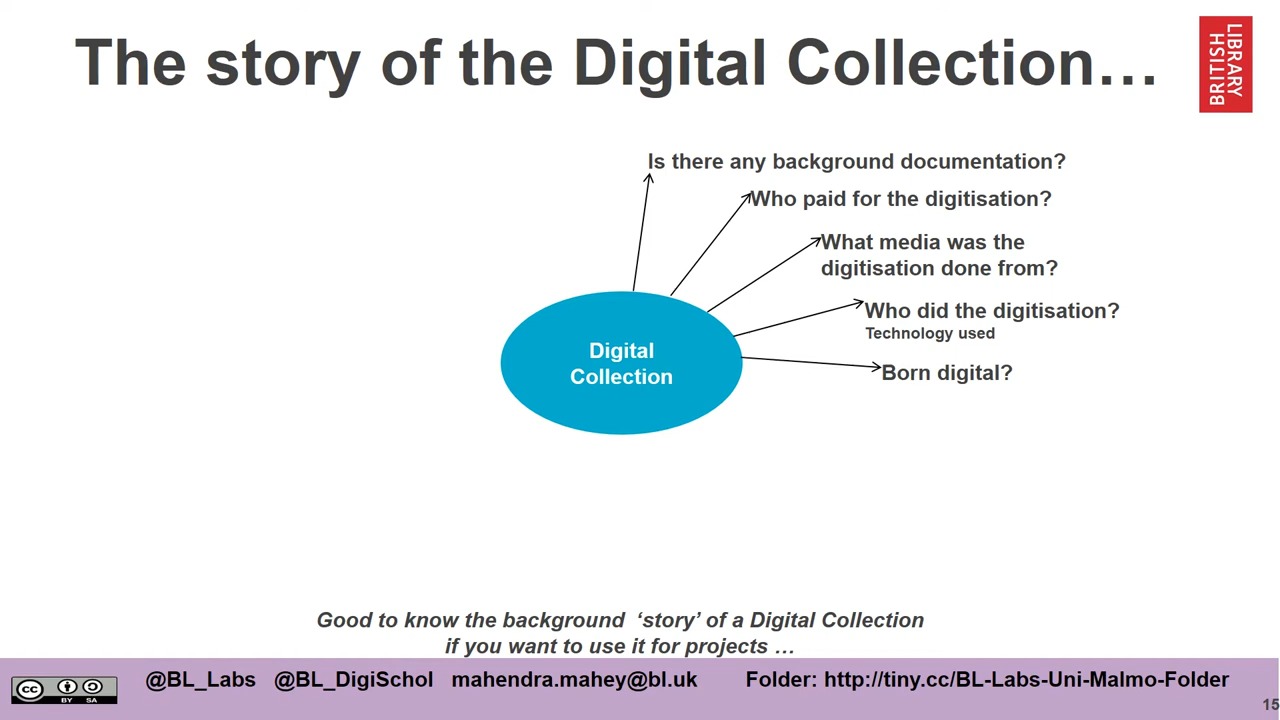 The story of the Digital Collection…
LIBRARY
BRITISH
Is there any background documentation?
Who paid for the digitisation?
What media was the
digitisation done from?
Who did the digitisation?
Technology used
Digital
Collection
Born digital?
Good to know the background ‘story’ of a Digital Collection
if you want to use it for projects …
cc BY SA
@BL_Labs @BL_DigiSchol mahendra.mahey@bl.uk Folder: http://tiny.cc/BL-Labs-Uni-Malmo-Folder
15